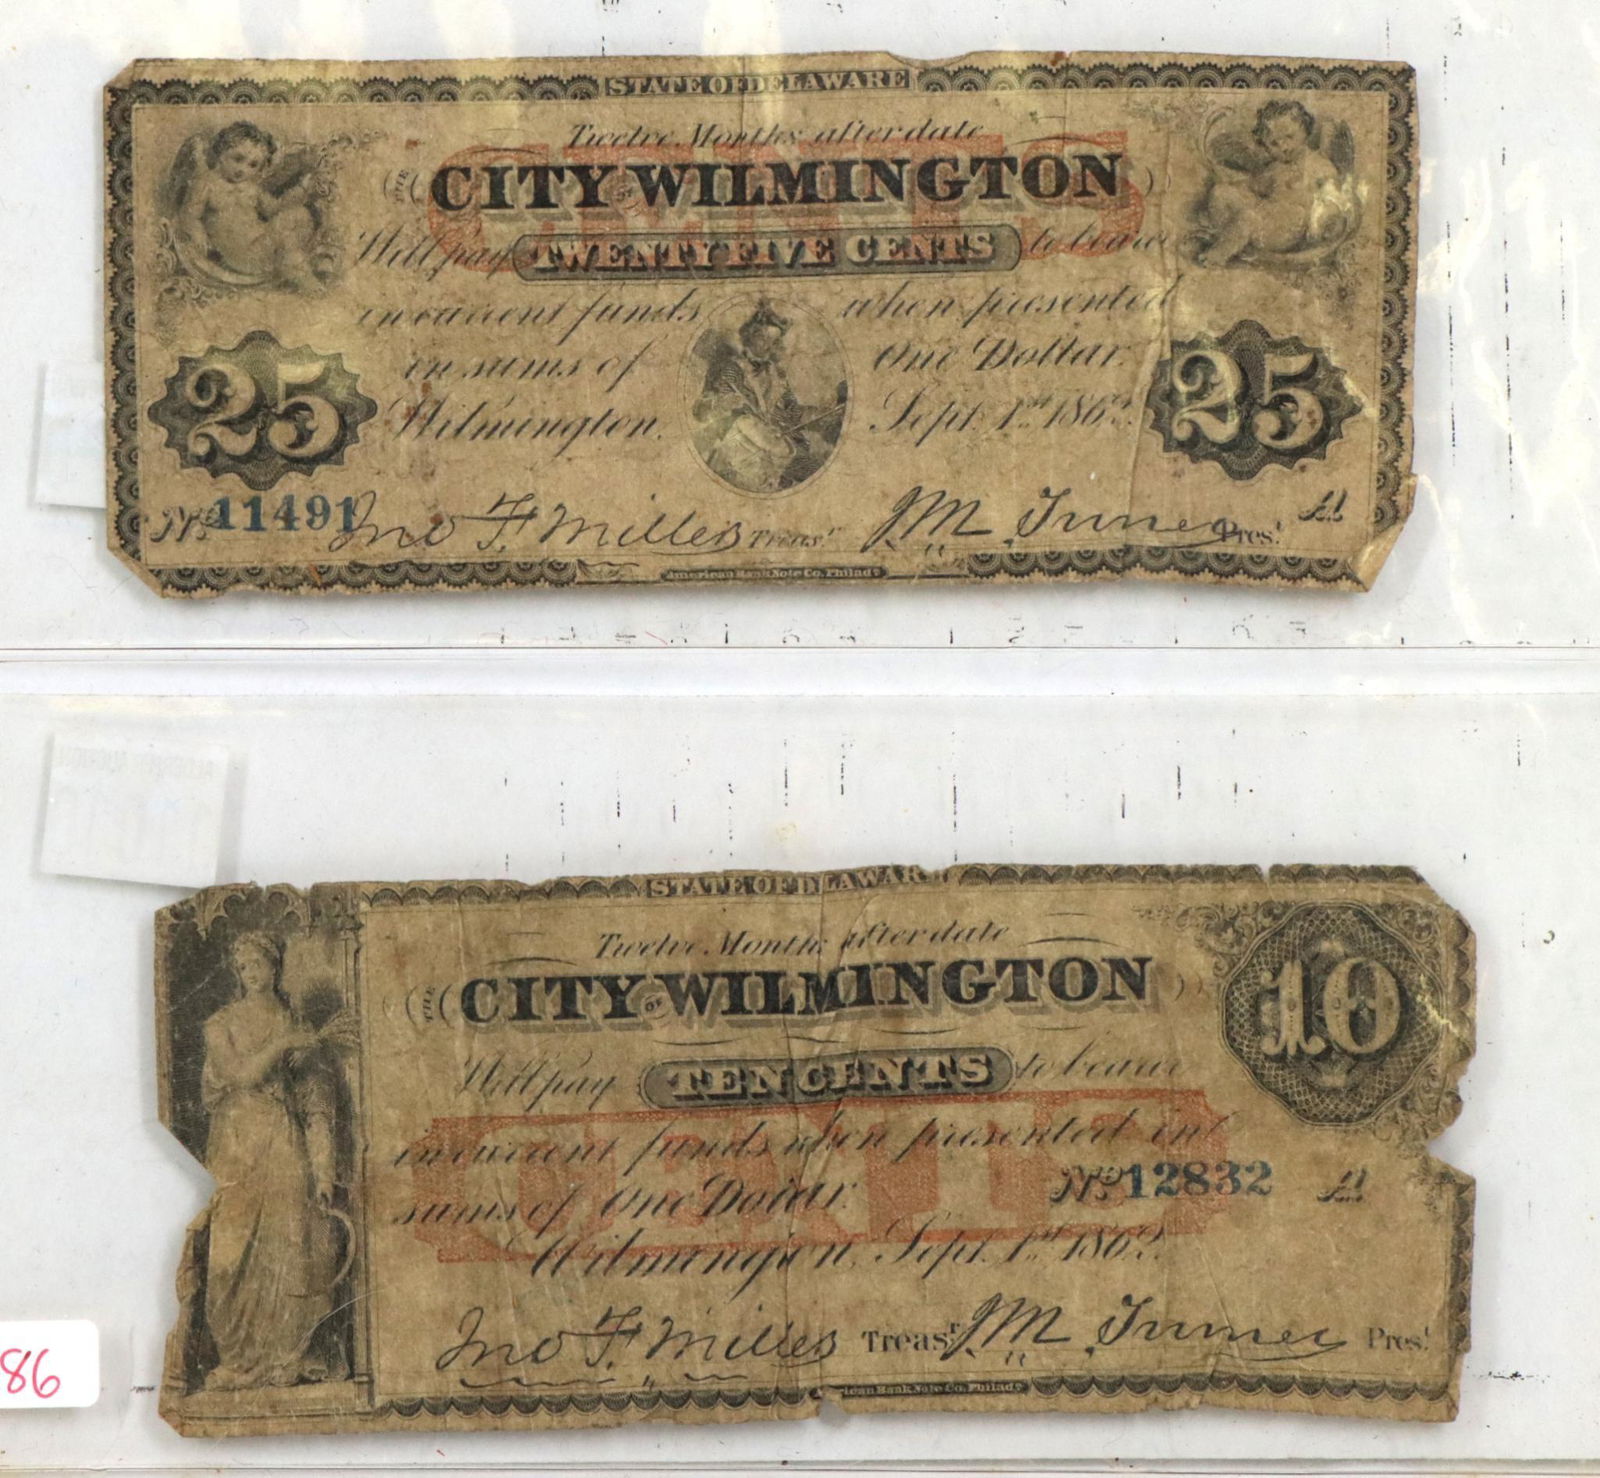 STATE OF DELAWARE
Twelve Months after date
THE CITY OF WILMINGTON
CENTS
Will pay TWENTY FIVE CENTS to bearer
in current funds when presented
in sums of One Dollar.
25 25
Wilmington, Sept. 1st 1862.
No. 11491 Jno F. Miller Treasr. J.M. Turner Prest. A
American Bank Note Co. Philada.
STATE OF DELAWARE
Twelve Months after date
THE CITY OF WILMINGTON
10
Will pay TEN CENTS to bearer
in current funds when presented in
CENTS
No. 12832 A
sums of One Dollar.
Wilmington, Sept. 1st 1862.
Jno F. Miller Treasr. J.M. Turner Prest.
American Bank Note Co. Philada.
86